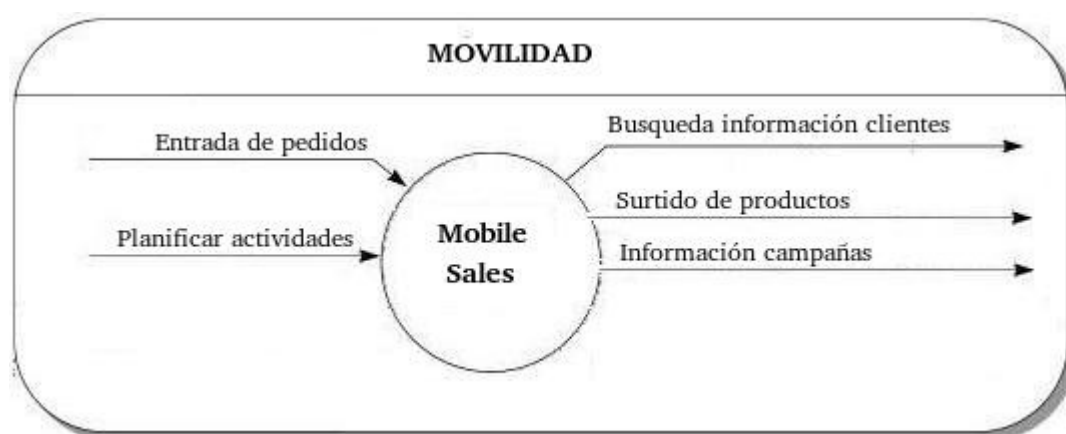 MOVILIDAD
Entrada de pedidos
Planificar actividades
Mobile
Sales
Busqueda información clientes
Surtido de productos
Información campañas